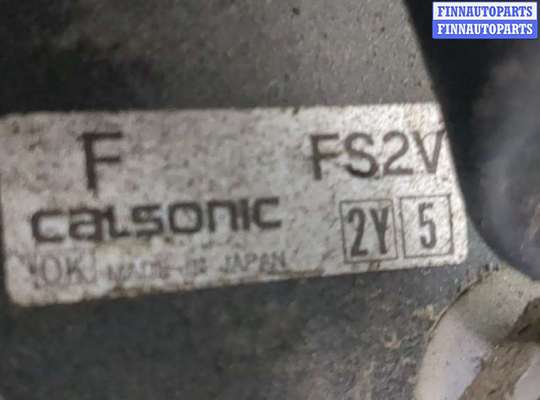 FINNAUTOPARTS
FINNAUTOPARTS
F FS2V
calsonic 2Y 5
OK MADE IN JAPAN